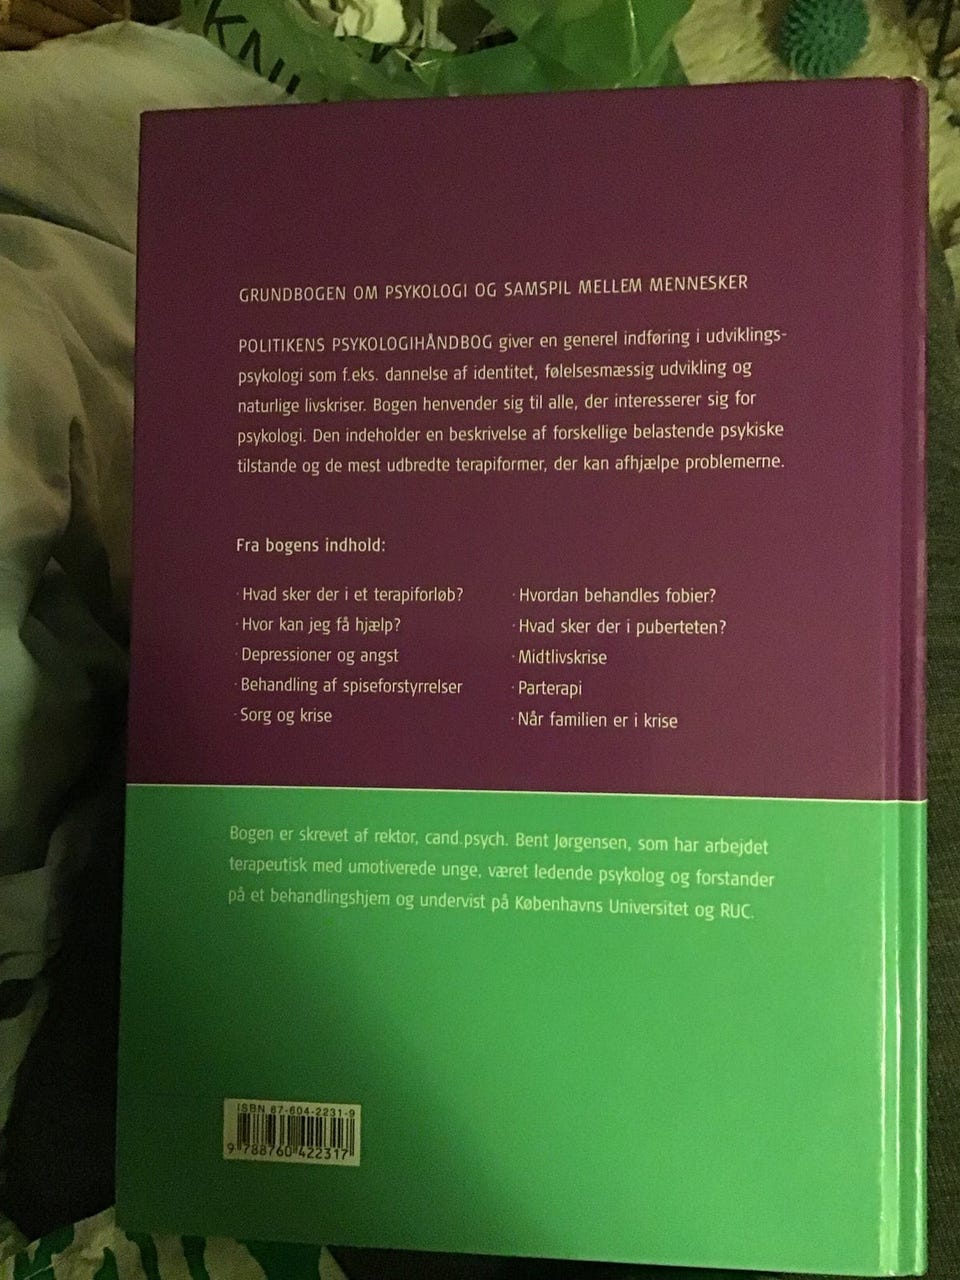 GRUNDBOGEN OM PSYKOLOGI OG SAMSPIL MELLEM MENNESKER
POLITIKENS PSYKOLOGIHÅNDBOG giver en generel indføring i udviklings-
psykologi som f.eks. dannelse af identitet, følelsesmæssig udvikling og
naturlige livskriser. Bogen henvender sig til alle, der interesserer sig for
psykologi. Den indeholder en beskrivelse af forskellige belastende psykiske
tilstande og de mest udbredte terapiformer, der kan afhjælpe problemerne.
Fra bogens indhold:
· Hvad sker der i et terapiforløb?
· Hvor kan jeg få hjælp?
· Depressioner og angst
· Behandling af spiseforstyrrelser
· Sorg og krise
· Hvordan behandles fobier?
· Hvad sker der i puberteten?
· Midtlivskrise
· Parterapi
· Når familien er i krise
Bogen er skrevet af rektor, cand.psych. Bent Jørgensen, som har arbejdet
terapeutisk med umotiverede unge, været ledende psykolog og forstander
på et behandlingshjem og undervist på Københavns Universitet og RUC.
ISBN 87-604-2231-9
9 788760 422317